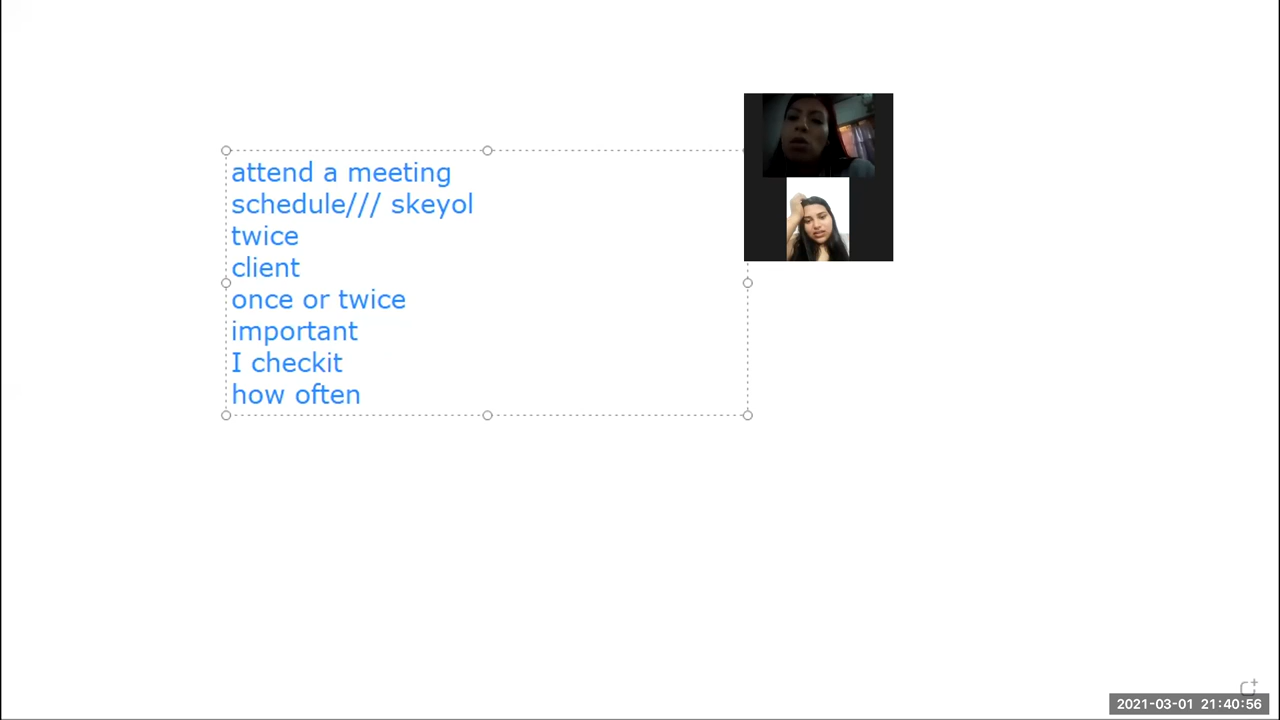 attend a meeting
schedule/// skeyol
twice
client
once or twice
important
I checkit
how often
2021-03-01 21:40:56